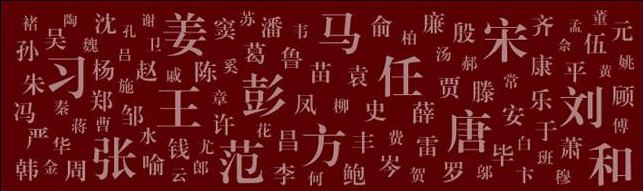 褚 陶 沈 谢 姜 窦 苏 潘 韦 马 俞 柏 廉 殷 宋 齐 孟 董 元
孙 吴 魏 孔 吕 卫 葛 鲁 汤 郝 余 伍 姚
朱 习 杨 施 赵 戚 陈 奚 彭 苗 袁 任 贾 滕 常 康 平 黄 顾
冯 秦 郑 邹 王 章 许 凤 柳 史 薛 安 乐 刘 傅
严 华 蒋 曹 水 花 昌 方 丰 费 雷 唐 毕 白 于 萧
韩 金 周 张 喻 钱 云 尤 郎 范 李 何 鲍 岑 贺 罗 邬 卞 班 穆 和